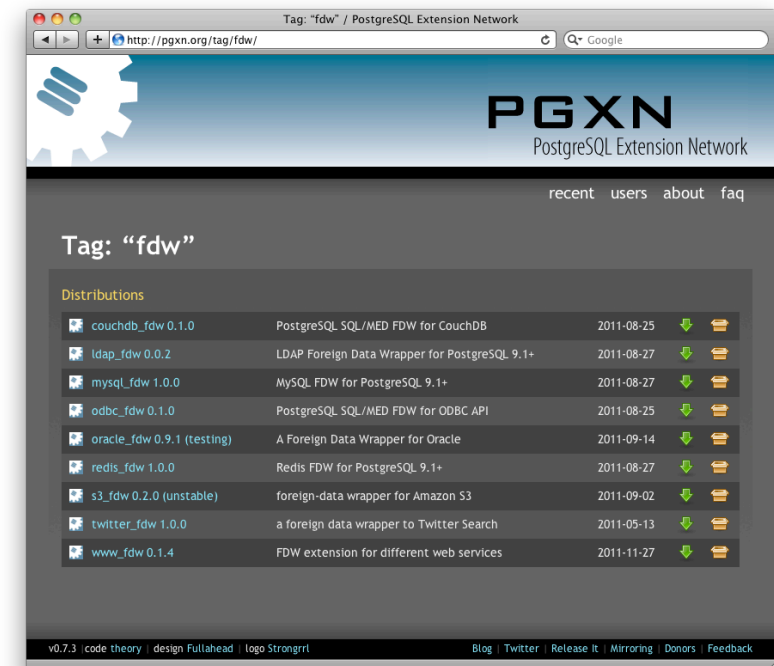 Tag: “fdw” / PostgreSQL Extension Network
http://pgxn.org/tag/fdw/
Google
PGXN
PostgreSQL Extension Network
recent users about faq
Tag: “fdw”
Distributions
couchdb_fdw 0.1.0 PostgreSQL SQL/MED FDW for CouchDB 2011-08-25
ldap_fdw 0.0.2 LDAP Foreign Data Wrapper for PostgreSQL 9.1+ 2011-08-27
mysql_fdw 1.0.0 MySQL FDW for PostgreSQL 9.1+ 2011-08-27
odbc_fdw 0.1.0 PostgreSQL SQL/MED FDW for ODBC API 2011-08-25
oracle_fdw 0.9.1 (testing) A Foreign Data Wrapper for Oracle 2011-09-14
redis_fdw 1.0.0 Redis FDW for PostgreSQL 9.1+ 2011-08-27
s3_fdw 0.2.0 (unstable) foreign-data wrapper for Amazon S3 2011-09-02
twitter_fdw 1.0.0 a foreign data wrapper to Twitter Search 2011-05-13
www_fdw 0.1.4 FDW extension for different web services 2011-11-27
v0.7.3 | code theory | design Fullahead | logo Strongrrl Blog | Twitter | Release It | Mirroring | Donors | Feedback